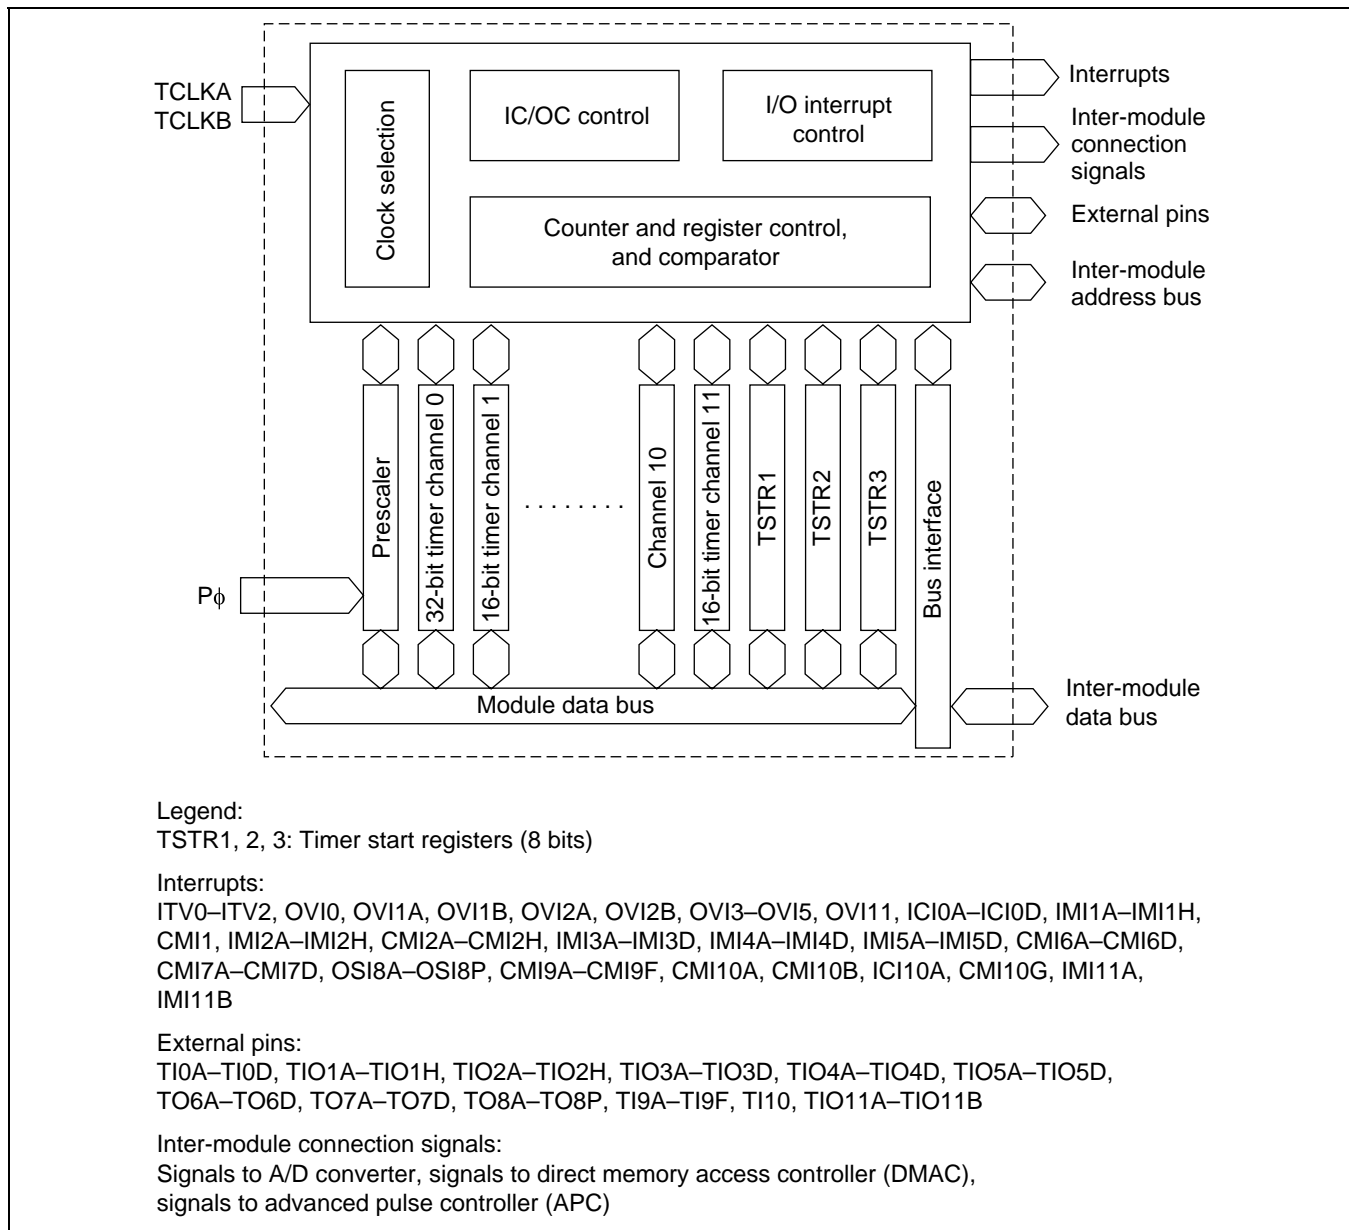 TCLKA
TCLKB
Clock selection
IC/OC control
I/O interrupt
control
Counter and register control,
and comparator
Interrupts
Inter-module
connection
signals
External pins
Inter-module
address bus
Pϕ
Prescaler
32-bit timer channel 0
16-bit timer channel 1
. . . . . . . .
Channel 10
16-bit timer channel 11
TSTR1
TSTR2
TSTR3
Bus interface
Module data bus
Inter-module
data bus
Legend:
TSTR1, 2, 3: Timer start registers (8 bits)
Interrupts:
ITV0–ITV2, OVI0, OVI1A, OVI1B, OVI2A, OVI2B, OVI3–OVI5, OVI11, ICI0A–ICI0D, IMI1A–IMI1H,
CMI1, IMI2A–IMI2H, CMI2A–CMI2H, IMI3A–IMI3D, IMI4A–IMI4D, IMI5A–IMI5D, CMI6A–CMI6D,
CMI7A–CMI7D, OSI8A–OSI8P, CMI9A–CMI9F, CMI10A, CMI10B, ICI10A, CMI10G, IMI11A,
IMI11B
External pins:
TI0A–TI0D, TIO1A–TIO1H, TIO2A–TIO2H, TIO3A–TIO3D, TIO4A–TIO4D, TIO5A–TIO5D,
TO6A–TO6D, TO7A–TO7D, TO8A–TO8P, TI9A–TI9F, TI10, TIO11A–TIO11B
Inter-module connection signals:
Signals to A/D converter, signals to direct memory access controller (DMAC),
signals to advanced pulse controller (APC)